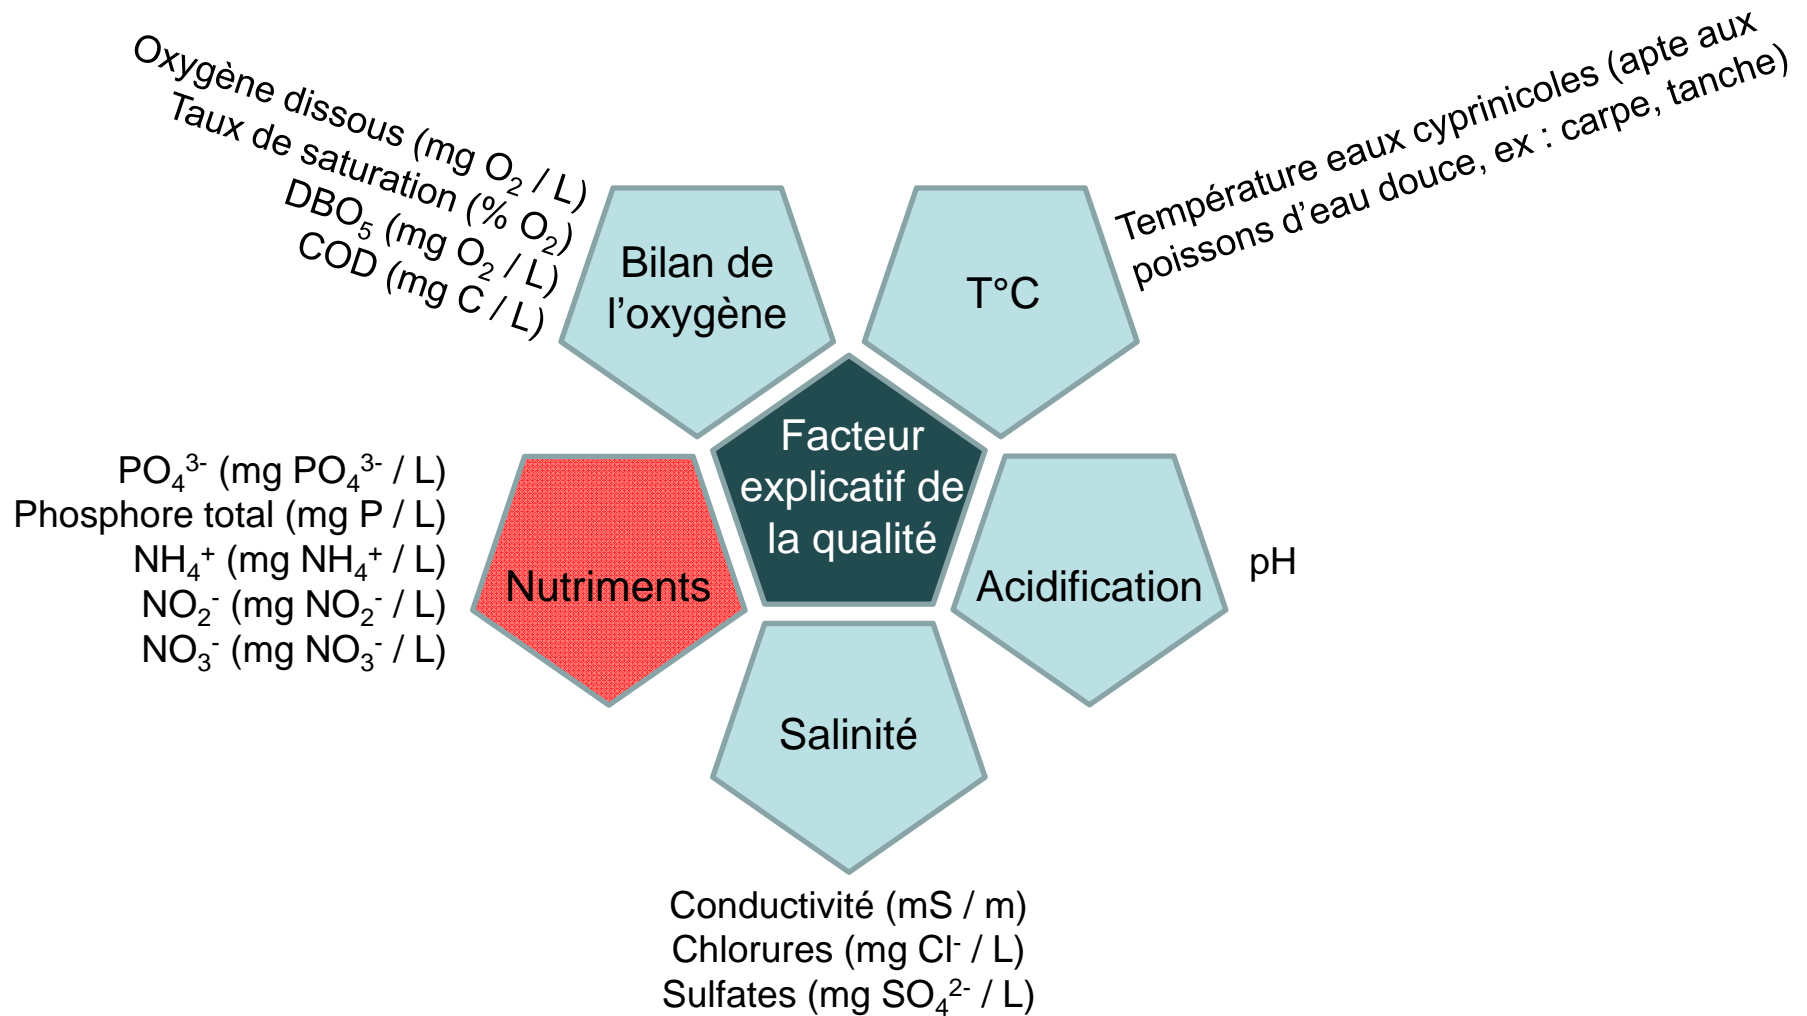 Oxygène dissous (mg O₂ / L)
Taux de saturation (% O₂)
DBO₅ (mg O₂ / L)
COD (mg C / L)
Température eaux cyprinicoles (apte aux
poissons d’eau douce, ex : carpe, tanche)
Bilan de
l’oxygène
T°C
Facteur
explicatif de
la qualité
PO₄³⁻ (mg PO₄³⁻ / L)
Phosphore total (mg P / L)
NH₄⁺ (mg NH₄⁺ / L)
NO₂⁻ (mg NO₂⁻ / L)
NO₃⁻ (mg NO₃⁻ / L)
Nutriments
Acidification
pH
Salinité
Conductivité (mS / m)
Chlorures (mg Cl⁻ / L)
Sulfates (mg SO₄²⁻ / L)